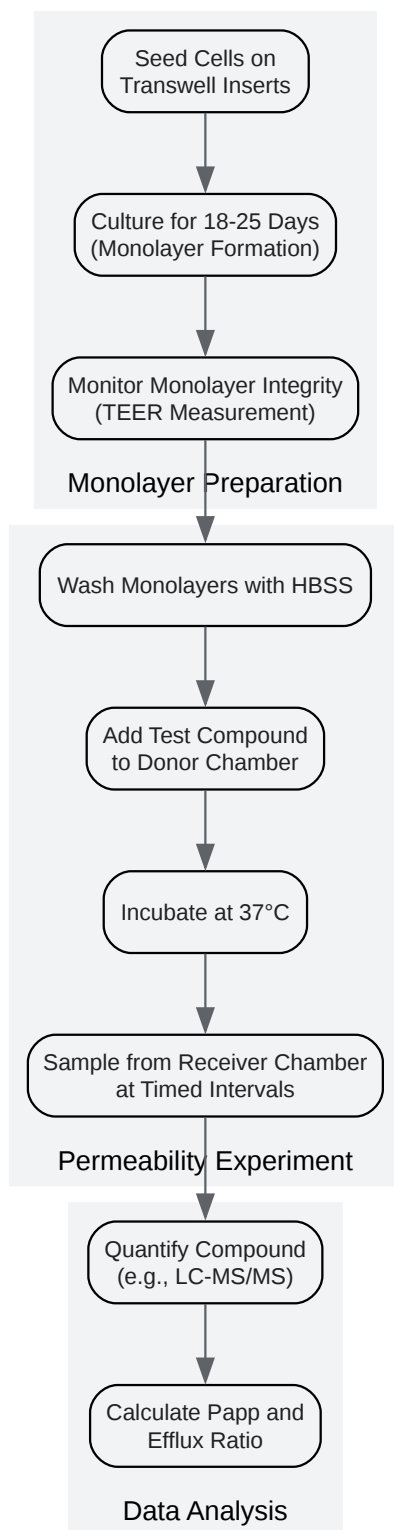 Seed Cells on
Transwell Inserts
Culture for 18-25 Days
(Monolayer Formation)
Monitor Monolayer Integrity
(TEER Measurement)
Monolayer Preparation
Wash Monolayers with HBSS
Add Test Compound
to Donor Chamber
Incubate at 37°C
Sample from Receiver Chamber
at Timed Intervals
Permeability Experiment
Quantify Compound
(e.g., LC-MS/MS)
Calculate Papp and
Efflux Ratio
Data Analysis